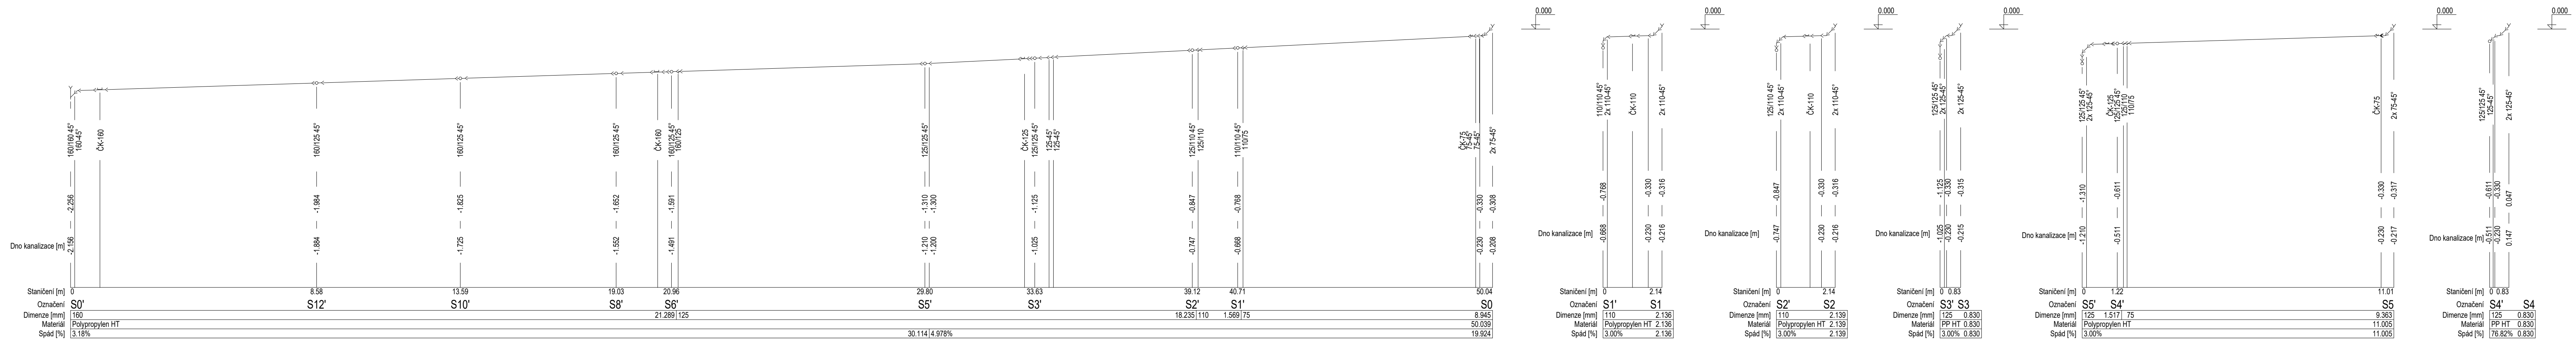 0.000 0.000 0.000 0.000 0.000 0.000
160/160 45° 160-45° ČK-160 160/125 45° 160/125 45° 160/125 45° ČK-160 160/125 45° 160/125 125/125 45° ČK-125 125/125 45° 125-45° 125-45° 125/110 45° 125/110 110/110 45° 110/75 ČK-75 75-45° 75-45° 2x 75-45°
-2.256 -1.984 -1.825 -1.652 -1.591 -1.310 -1.300 -1.125 -0.847 -0.768 -0.330 -0.308
Dno kanalizace [m] -2.156 -1.884 -1.725 -1.552 -1.491 -1.210 -1.200 -1.025 -0.747 -0.668 -0.230 -0.208
Staničení [m] 0 8.58 13.59 19.03 20.96 29.80 33.63 39.12 40.71 50.04
Označení S0' S12' S10' S8' S6' S5' S3' S2' S1' S0
Dimenze [mm] 160 21.289 125 18.235 110 1.569 75 8.945
Materiál Polypropylen HT 50.039
Spád [%] 3.18% 30.114 4.978% 19.924
110/110 45° 2x 110-45° ČK-110 2x 110-45°
-0.768 -0.330 -0.316
Dno kanalizace [m] -0.668 -0.230 -0.216
Staničení [m] 0 2.14
Označení S1' S1
Dimenze [mm] 110 2.136
Materiál Polypropylen HT 2.136
Spád [%] 3.00% 2.136
125/110 45° 2x 110-45° ČK-110 2x 110-45°
-0.847 -0.330 -0.316
Dno kanalizace [m] -0.747 -0.230 -0.216
Staničení [m] 0 2.14
Označení S2' S2
Dimenze [mm] 110 2.139
Materiál Polypropylen HT 2.139
Spád [%] 3.00% 2.139
125/125 45° 2x 125-45° 2x 125-45°
-1.125 -0.330 -0.315
Dno kanalizace [m] -1.025 -0.230 -0.215
Staničení [m] 0 0.83
Označení S3' S3
Dimenze [mm] 125 0.830
Materiál PP HT 0.830
Spád [%] 3.00% 0.830
125/125 45° 2x 125-45° ČK-125 125/125 45° 125/110 110/75 ČK-75 2x 75-45°
-1.310 -0.611 -0.330 -0.317
Dno kanalizace [m] -1.210 -0.511 -0.230 -0.217
Staničení [m] 0 1.22 11.01
Označení S5' S4' S5
Dimenze [mm] 125 1.517 75 9.363
Materiál Polypropylen HT 11.005
Spád [%] 3.00% 11.005
125/125 45° 125-45° 2x 125-45°
-0.611 -0.330 0.047
Dno kanalizace [m] -0.511 -0.230 0.147
Staničení [m] 0 0.83
Označení S4' S4
Dimenze [mm] 125 0.830
Materiál PP HT 0.830
Spád [%] 76.82% 0.830